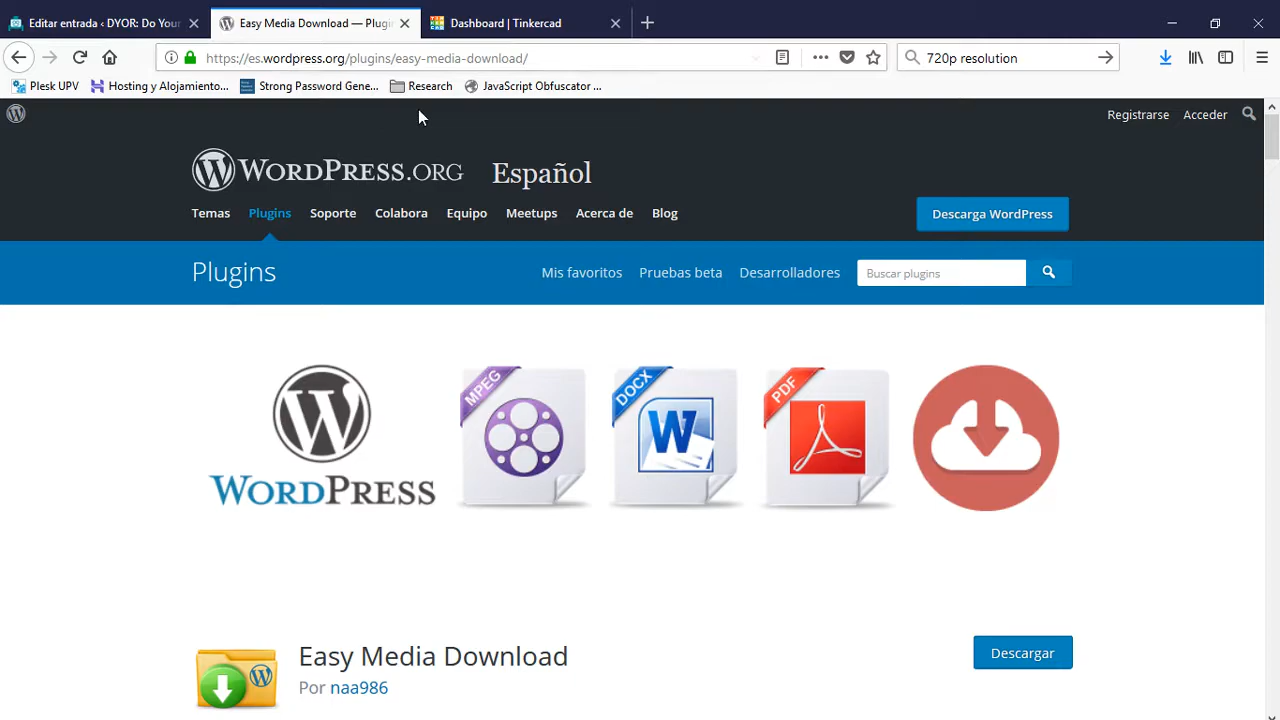 Editar entrada ‹ DYOR: Do Your
Easy Media Download — Plugi
Dashboard | Tinkercad
https://es.wordpress.org/plugins/easy-media-download/
720p resolution
Plesk UPV
Hosting y Alojamiento...
Strong Password Gene...
Research
JavaScript Obfuscator ...
Registrarse
Acceder
WORDPRESS.ORG
Español
Temas
Plugins
Soporte
Colabora
Equipo
Meetups
Acerca de
Blog
Descarga WordPress
Plugins
Mis favoritos
Pruebas beta
Desarrolladores
Buscar plugins
WORDPRESS
MPEG
DOCX
W
PDF
Easy Media Download
Descargar
Por naa986